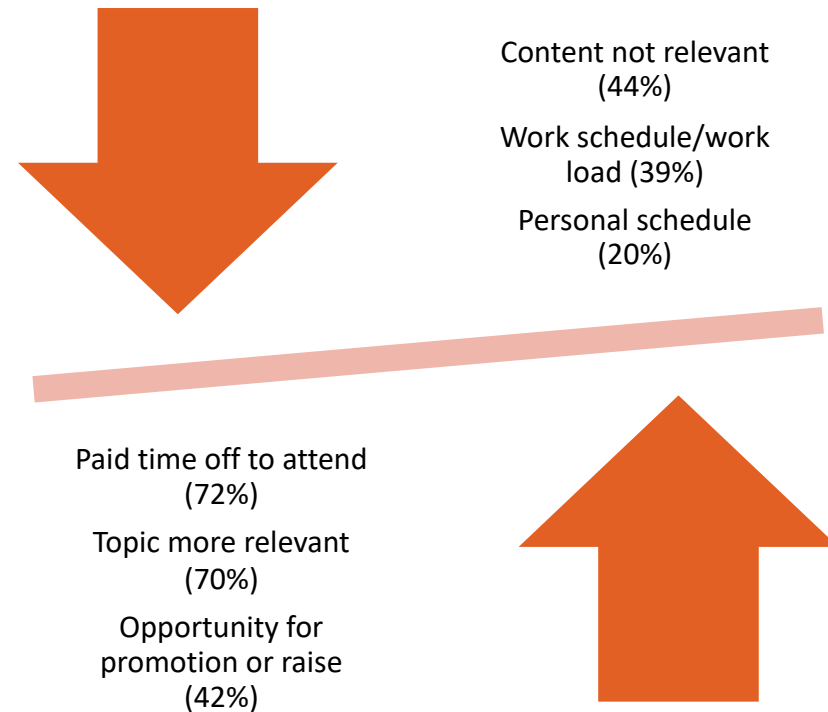 Content not relevant
(44%)
Work schedule/work
load (39%)
Personal schedule
(20%)
Paid time off to attend
(72%)
Topic more relevant
(70%)
Opportunity for
promotion or raise
(42%)